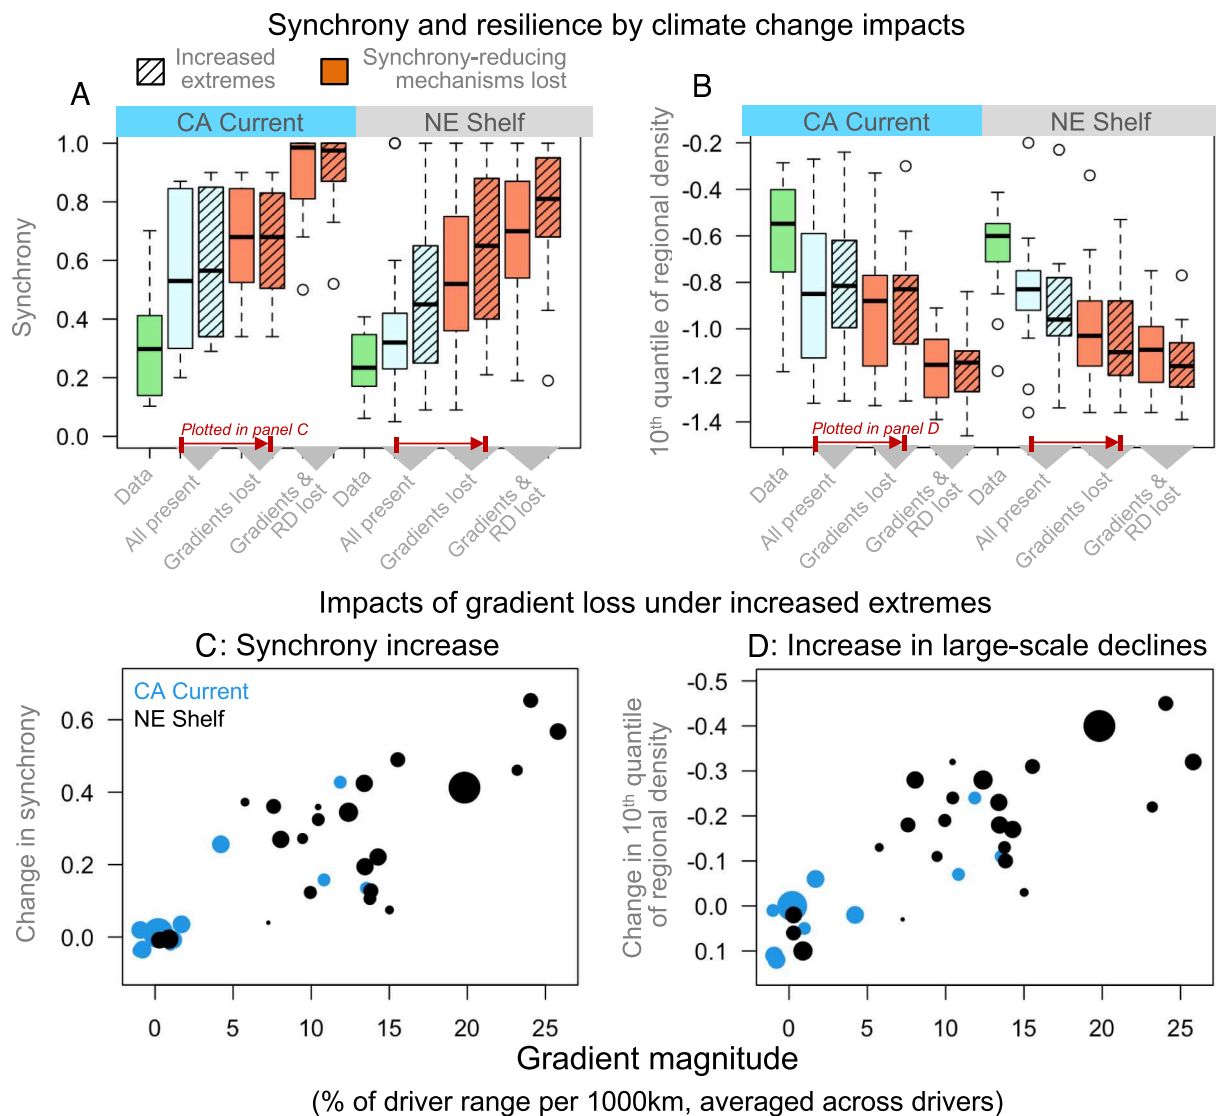 Synchrony and resilience by climate change impacts
Increased
extremes
Synchrony-reducing
mechanisms lost
A
CA Current
NE Shelf
Synchrony
1.0
0.8
0.6
0.4
0.2
0.0
Plotted in panel C
Data
All present
Gradients lost
Gradients &
RD lost
Data
All present
Gradients lost
Gradients &
RD lost
B
CA Current
NE Shelf
10th quantile of regional density
-0.2
-0.4
-0.6
-0.8
-1.0
-1.2
-1.4
Plotted in panel D
Data
All present
Gradients lost
Gradients &
RD lost
Data
All present
Gradients lost
Gradients &
RD lost
Impacts of gradient loss under increased extremes
C: Synchrony increase
CA Current
NE Shelf
Change in synchrony
0.6
0.4
0.2
0.0
0 5 10 15 20 25
D: Increase in large-scale declines
Change in 10th quantile
of regional density
-0.5
-0.4
-0.3
-0.2
-0.1
0.0
0.1
0 5 10 15 20 25
Gradient magnitude
(% of driver range per 1000km, averaged across drivers)